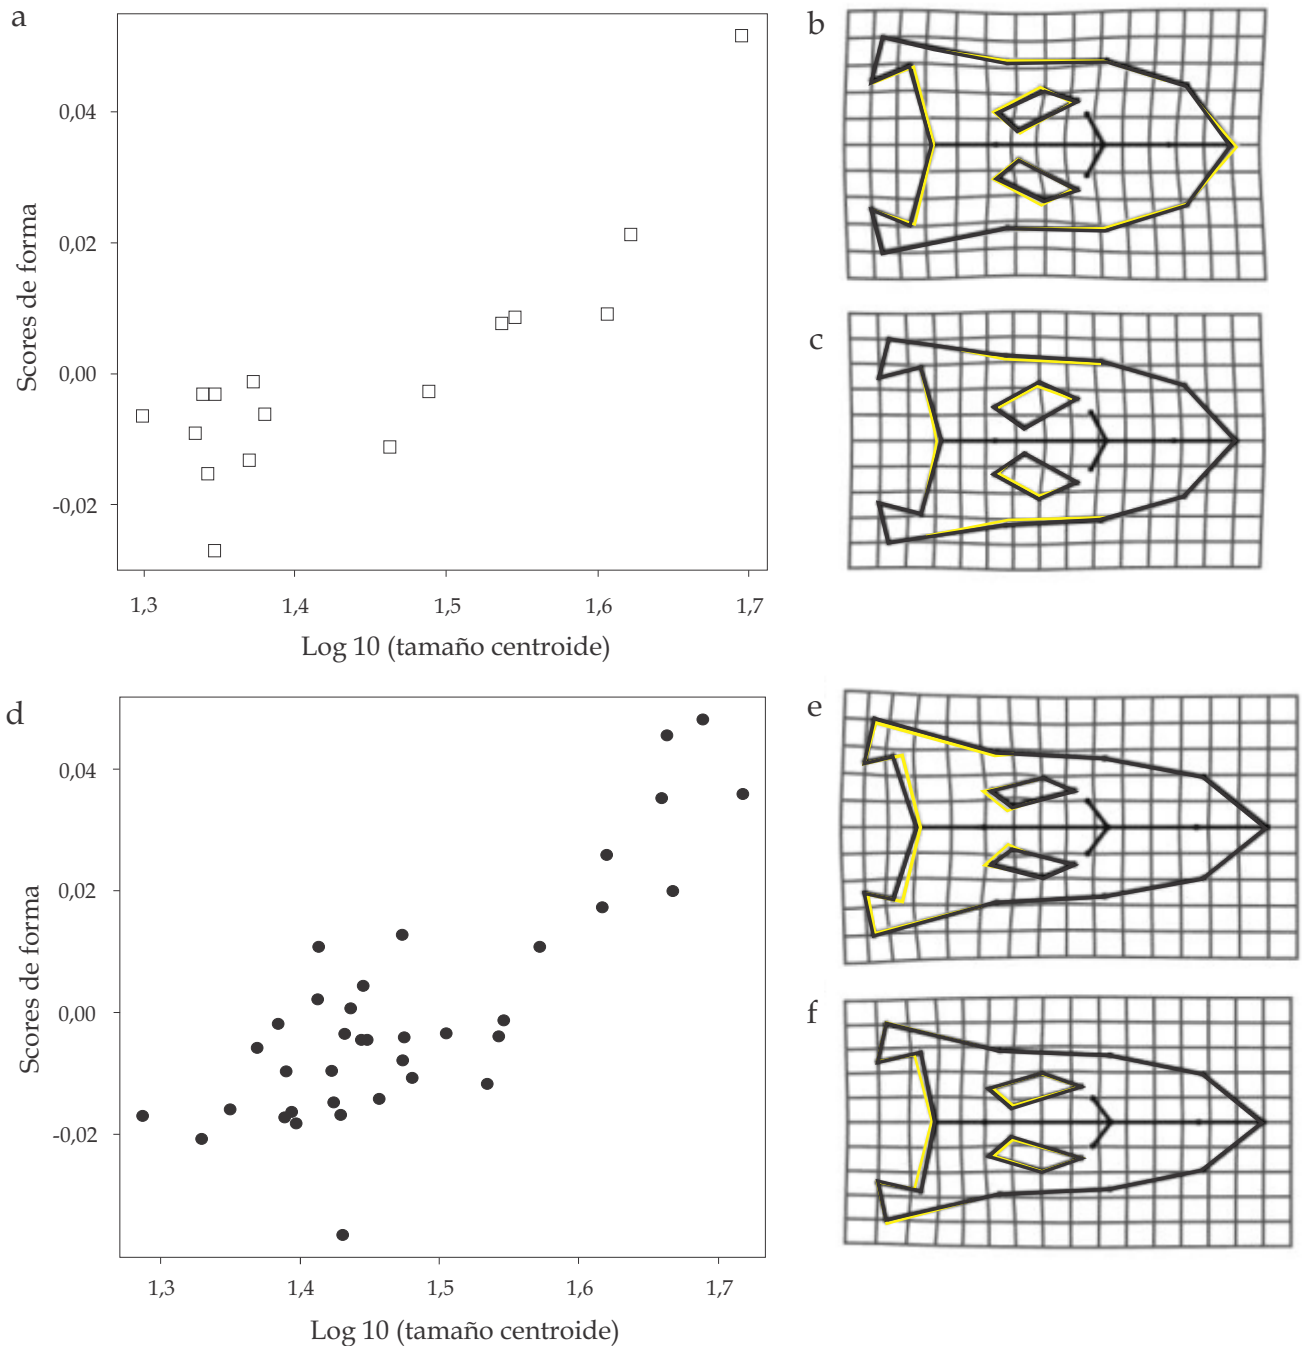 a
0,04
0,02
0,00
-0,02
Scores de forma
1,3 1,4 1,5 1,6 1,7
Log 10 (tamaño centroide)
b
c
d
0,04
0,02
0,00
-0,02
Scores de forma
1,3 1,4 1,5 1,6 1,7
Log 10 (tamaño centroide)
e
f